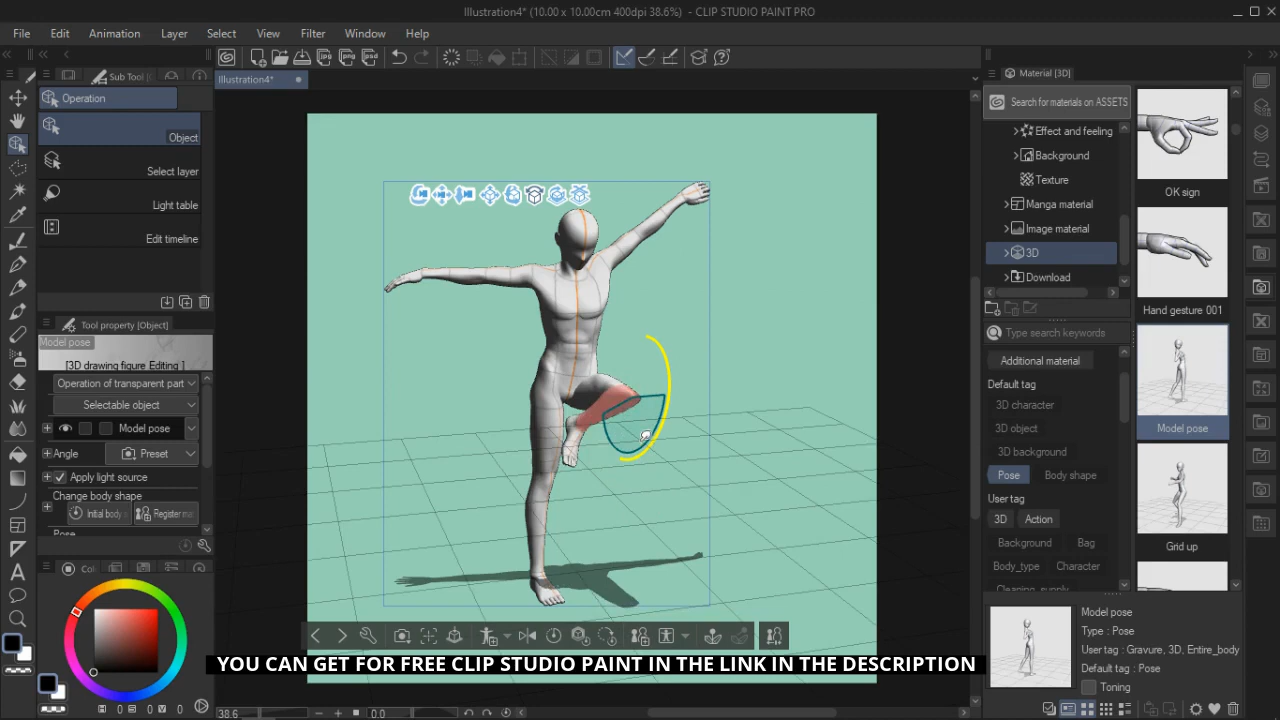 Illustration4* (10.00 x 10.00cm 400dpi 38.6%) - CLIP STUDIO PAINT PRO
File Edit Animation Layer Select View Filter Window Help
Sub Tool [
Illustration4*
Material [3D]
Operation
Object
Select layer
Light table
Edit timeline
Tool property [Object]
Model pose
[3D drawing figure Editing ]
Operation of transparent part
Selectable object
Model pose
Angle Preset
Apply light source
Change body shape
Initial body
Register ma
Pose
Col
0 0 0
38.6
0.0
YOU CAN GET FOR FREE CLIP STUDIO PAINT IN THE LINK IN THE DESCRIPTION
Search for materials on ASSETS
Effect and feeling
Background
Texture
Manga material
Image material
3D
Download
Type search keywords
Additional material
Default tag
3D character
3D object
3D background
Pose Body shape
User tag
3D Action
Background Bag
Body_type Character
Cleaning_supply
OK sign
Hand gesture 001
Model pose
Grid up
Model pose
Type : Pose
User tag : Gravure, 3D, Entire_body
Default tag : Pose
Toning